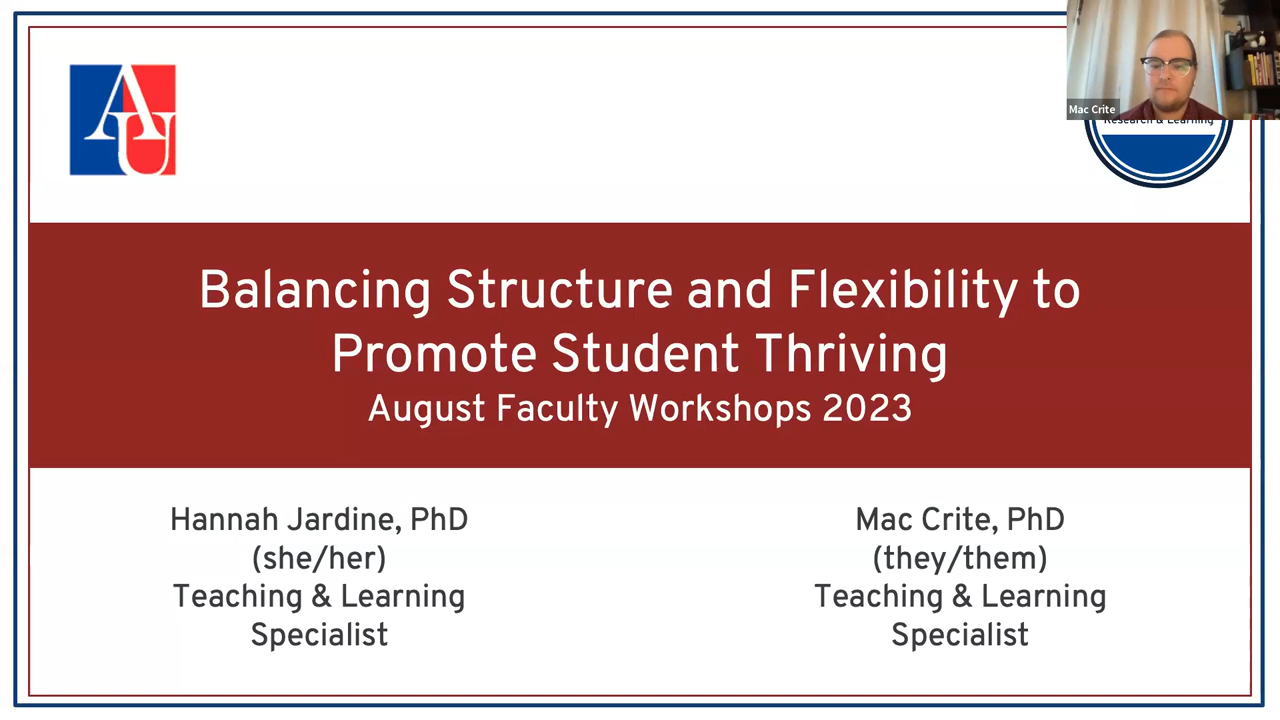 AU
Mac Crite
Research & Learning
Balancing Structure and Flexibility to
Promote Student Thriving
August Faculty Workshops 2023
Hannah Jardine, PhD
(she/her)
Teaching & Learning
Specialist
Mac Crite, PhD
(they/them)
Teaching & Learning
Specialist